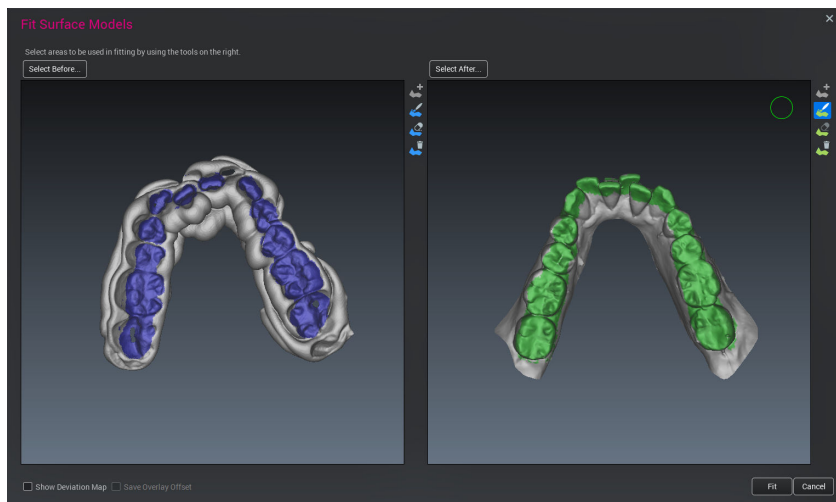 Fit Surface Models
Select areas to be used in fitting by using the tools on the right.
Select Before...
Select After...
Show Deviation Map
Save Overlay Offset
Fit
Cancel